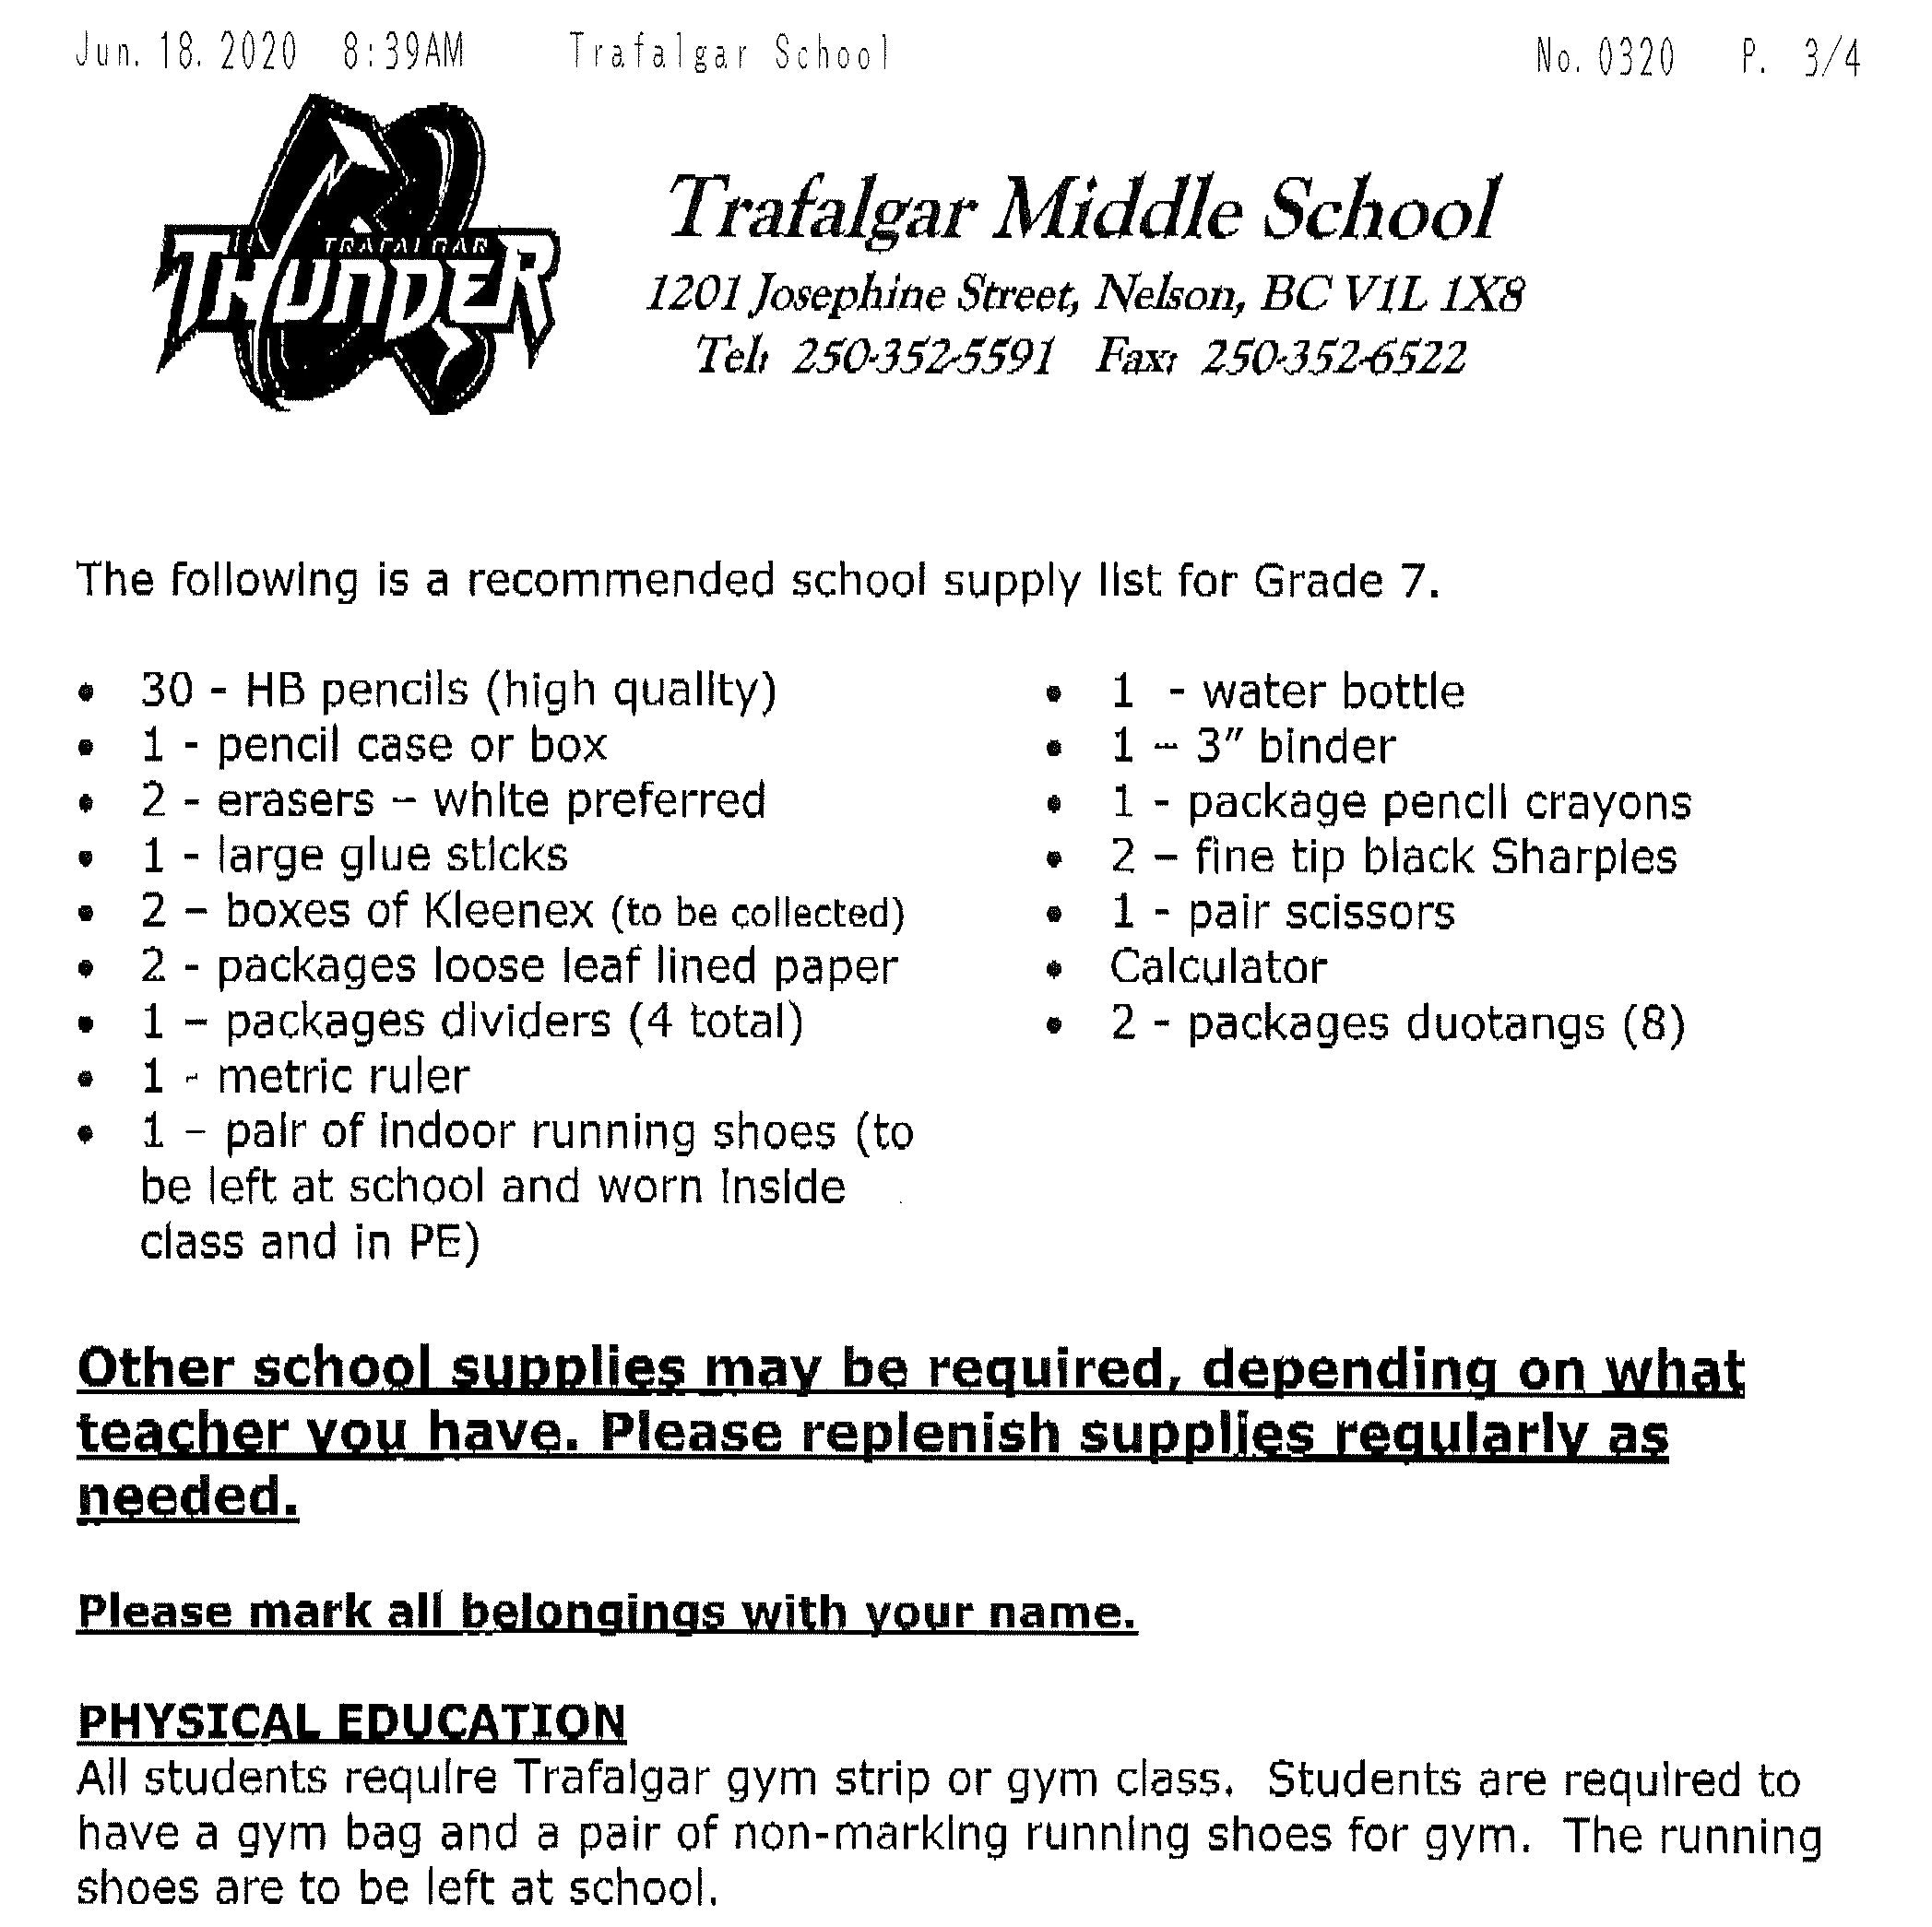 Jun. 18. 2020 8:39AM Trafalgar School No. 0320 P. 3/4
TRAFALGAR
THUNDER
Trafalgar Middle School
1201 Josephine Street, Nelson, BC V1L 1X8
Tel: 250-352-5591 Fax: 250-352-6522
The following is a recommended school supply list for Grade 7.
• 30 - HB pencils (high quality)
• 1 - pencil case or box
• 2 - erasers – white preferred
• 1 - large glue sticks
• 2 – boxes of Kleenex (to be collected)
• 2 - packages loose leaf lined paper
• 1 – packages dividers (4 total)
• 1 - metric ruler
• 1 – pair of indoor running shoes (to
be left at school and worn inside
class and in PE)
• 1 - water bottle
• 1 – 3” binder
• 1 - package pencil crayons
• 2 – fine tip black Sharpies
• 1 - pair scissors
• Calculator
• 2 - packages duotangs (8)
Other school supplies may be required, depending on what
teacher you have. Please replenish supplies regularly as
needed.
Please mark all belongings with your name.
PHYSICAL EDUCATION
All students require Trafalgar gym strip or gym class. Students are required to
have a gym bag and a pair of non-marking running shoes for gym. The running
shoes are to be left at school.